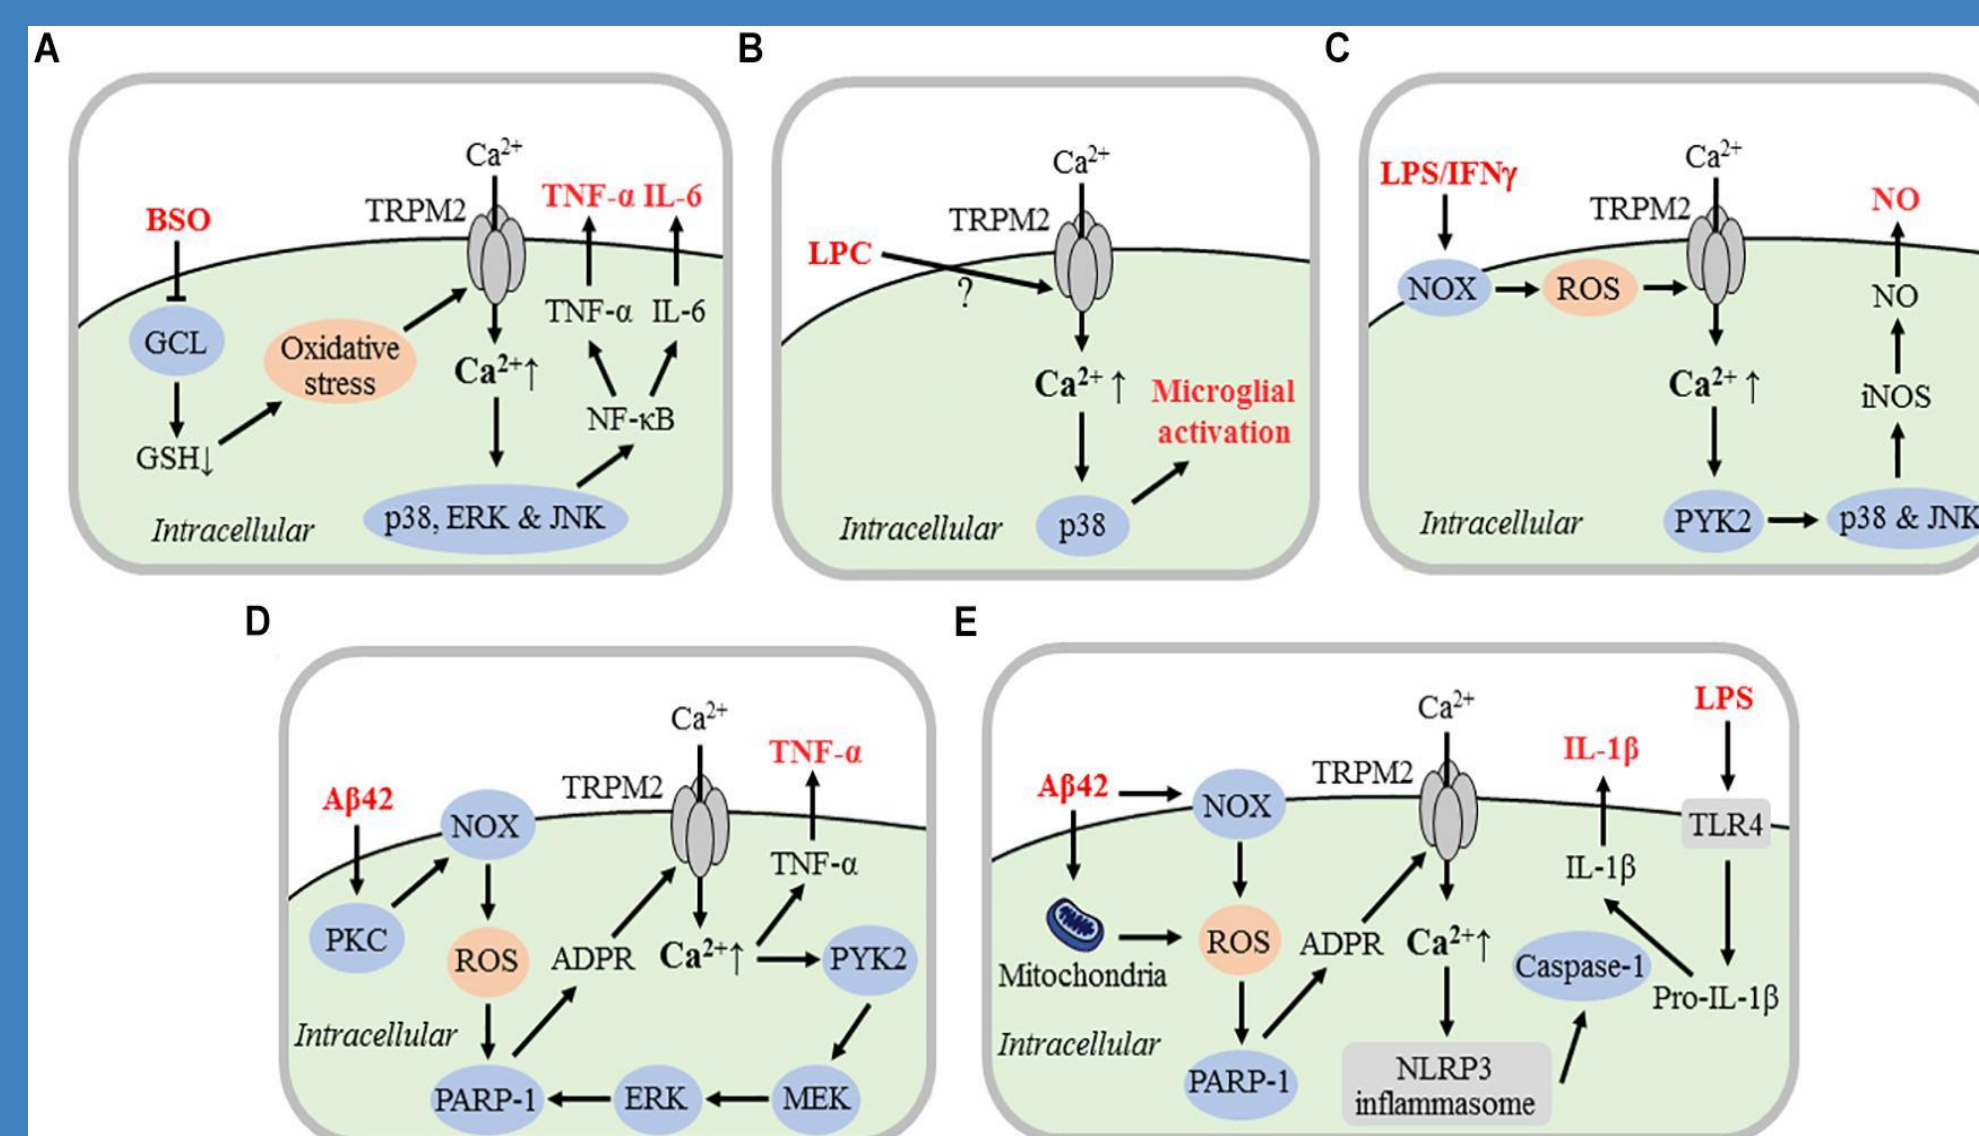 A
Ca²⁺
TRPM2
TNF-α IL-6
BSO
GCL
TNF-α IL-6
Oxidative
stress
Ca²⁺↑
NF-κB
GSH↓
p38, ERK & JNK
Intracellular
B
Ca²⁺
TRPM2
LPC
?
Ca²⁺ ↑
Microglial
activation
p38
Intracellular
C
Ca²⁺
LPS/IFNγ
TRPM2
NO
NOX
ROS
NO
Ca²⁺ ↑
iNOS
PYK2
p38 & JNK
Intracellular
D
Ca²⁺
TNF-α
TRPM2
Aβ42
NOX
TNF-α
PKC
ROS
ADPR
Ca²⁺↑
PYK2
Intracellular
PARP-1
ERK
MEK
E
Ca²⁺
LPS
IL-1β
TRPM2
Aβ42
NOX
TLR4
IL-1β
ROS
ADPR
Ca²⁺↑
Caspase-1
Mitochondria
Pro-IL-1β
Intracellular
PARP-1
NLRP3
inflammasome